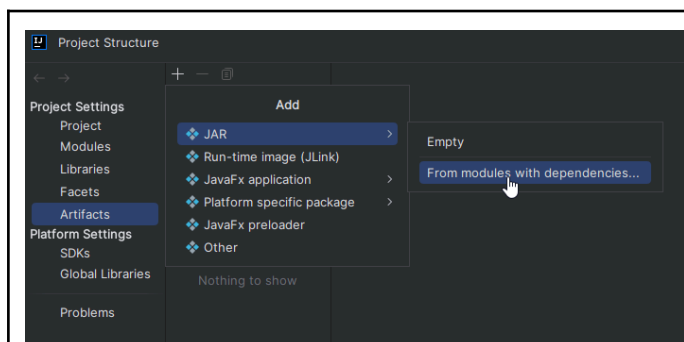 Project Structure
Project Settings
Project
Modules
Libraries
Facets
Artifacts
Platform Settings
SDKs
Global Libraries
Problems
Add
JAR
Run-time image (JLink)
JavaFx application
Platform specific package
JavaFx preloader
Other
Nothing to show
Empty
From modules with dependencies...